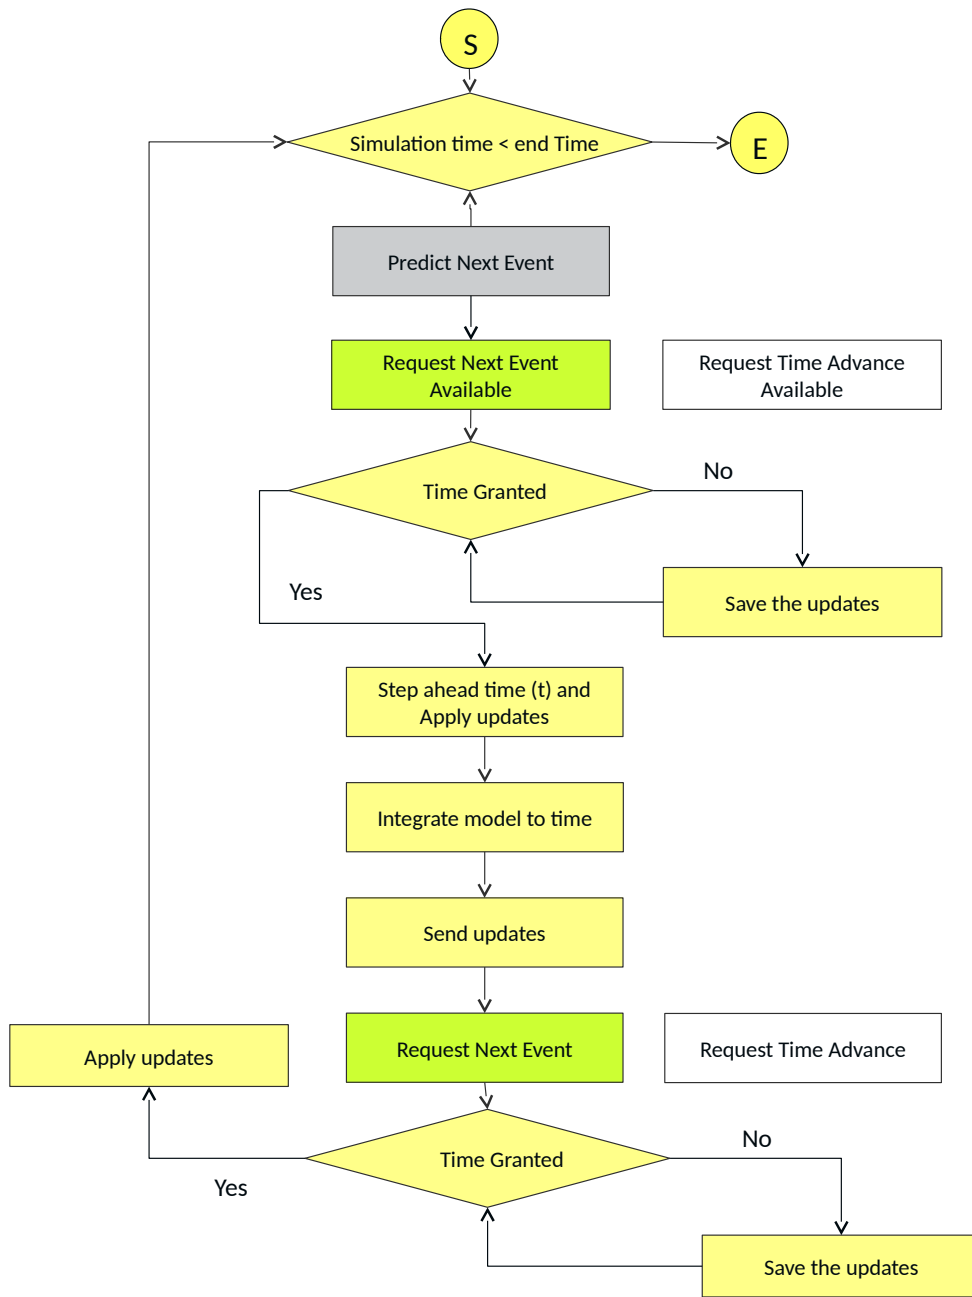 S
Simulation time < end Time
E
Predict Next Event
Request Next Event
Available
Request Time Advance
Available
Time Granted
No
Yes
Save the updates
Step ahead time (t) and
Apply updates
Integrate model to time
Send updates
Request Next Event
Request Time Advance
Apply updates
Time Granted
No
Yes
Save the updates